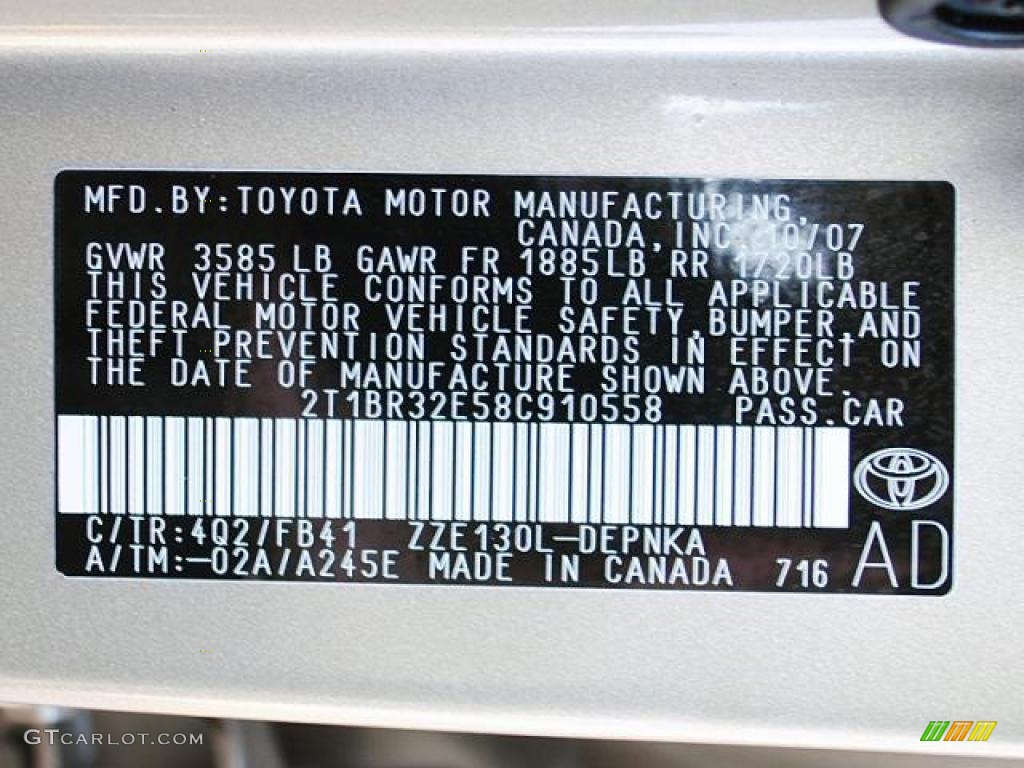 MFD.BY:TOYOTA MOTOR MANUFACTURING,
CANADA,INC. 10/07
GVWR 3585 LB GAWR FR 1885LB RR 1720LB
THIS VEHICLE CONFORMS TO ALL APPLICABLE
FEDERAL MOTOR VEHICLE SAFETY,BUMPER,AND
THEFT PREVENTION STANDARDS IN EFFECT ON
THE DATE OF MANUFACTURE SHOWN ABOVE.
2T1BR32E58C910558 PASS.CAR
C/TR:4Q2/FB41 ZZE130L-DEPNKA
A/TM:-02A/A245E MADE IN CANADA 716 AD
GTCARLOT.COM